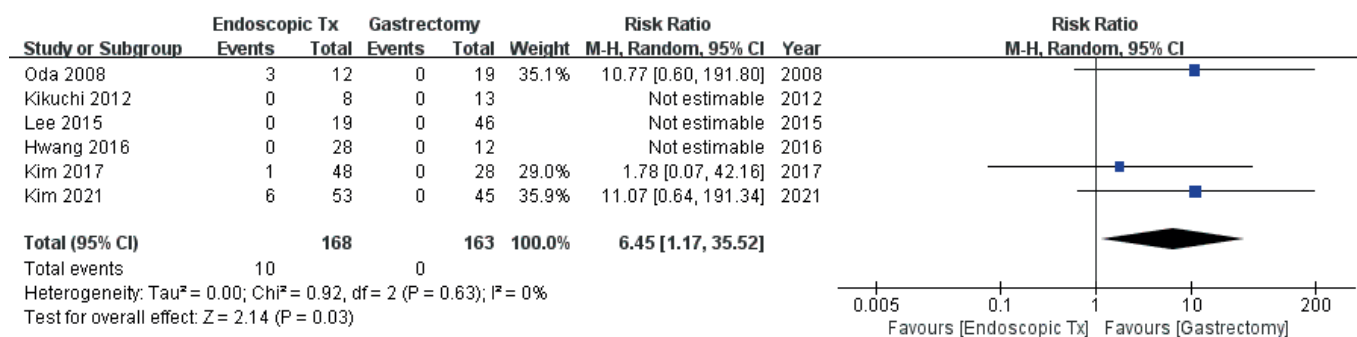 Endoscopic Tx Gastrectomy Risk Ratio Risk Ratio
Study or Subgroup Events Total Events Total Weight M-H, Random, 95% CI Year M-H, Random, 95% CI
Oda 2008 3 12 0 19 35.1% 10.77 [0.60, 191.80] 2008
Kikuchi 2012 0 8 0 13 Not estimable 2012
Lee 2015 0 19 0 46 Not estimable 2015
Hwang 2016 0 28 0 12 Not estimable 2016
Kim 2017 1 48 0 28 29.0% 1.78 [0.07, 42.16] 2017
Kim 2021 6 53 0 45 35.9% 11.07 [0.64, 191.34] 2021
Total (95% CI) 168 163 100.0% 6.45 [1.17, 35.52]
Total events 10 0
Heterogeneity: Tau² = 0.00; Chi² = 0.92, df = 2 (P = 0.63); I² = 0%
Test for overall effect: Z = 2.14 (P = 0.03)
0.005 0.1 1 10 200
Favours [Endoscopic Tx] Favours [Gastrectomy]